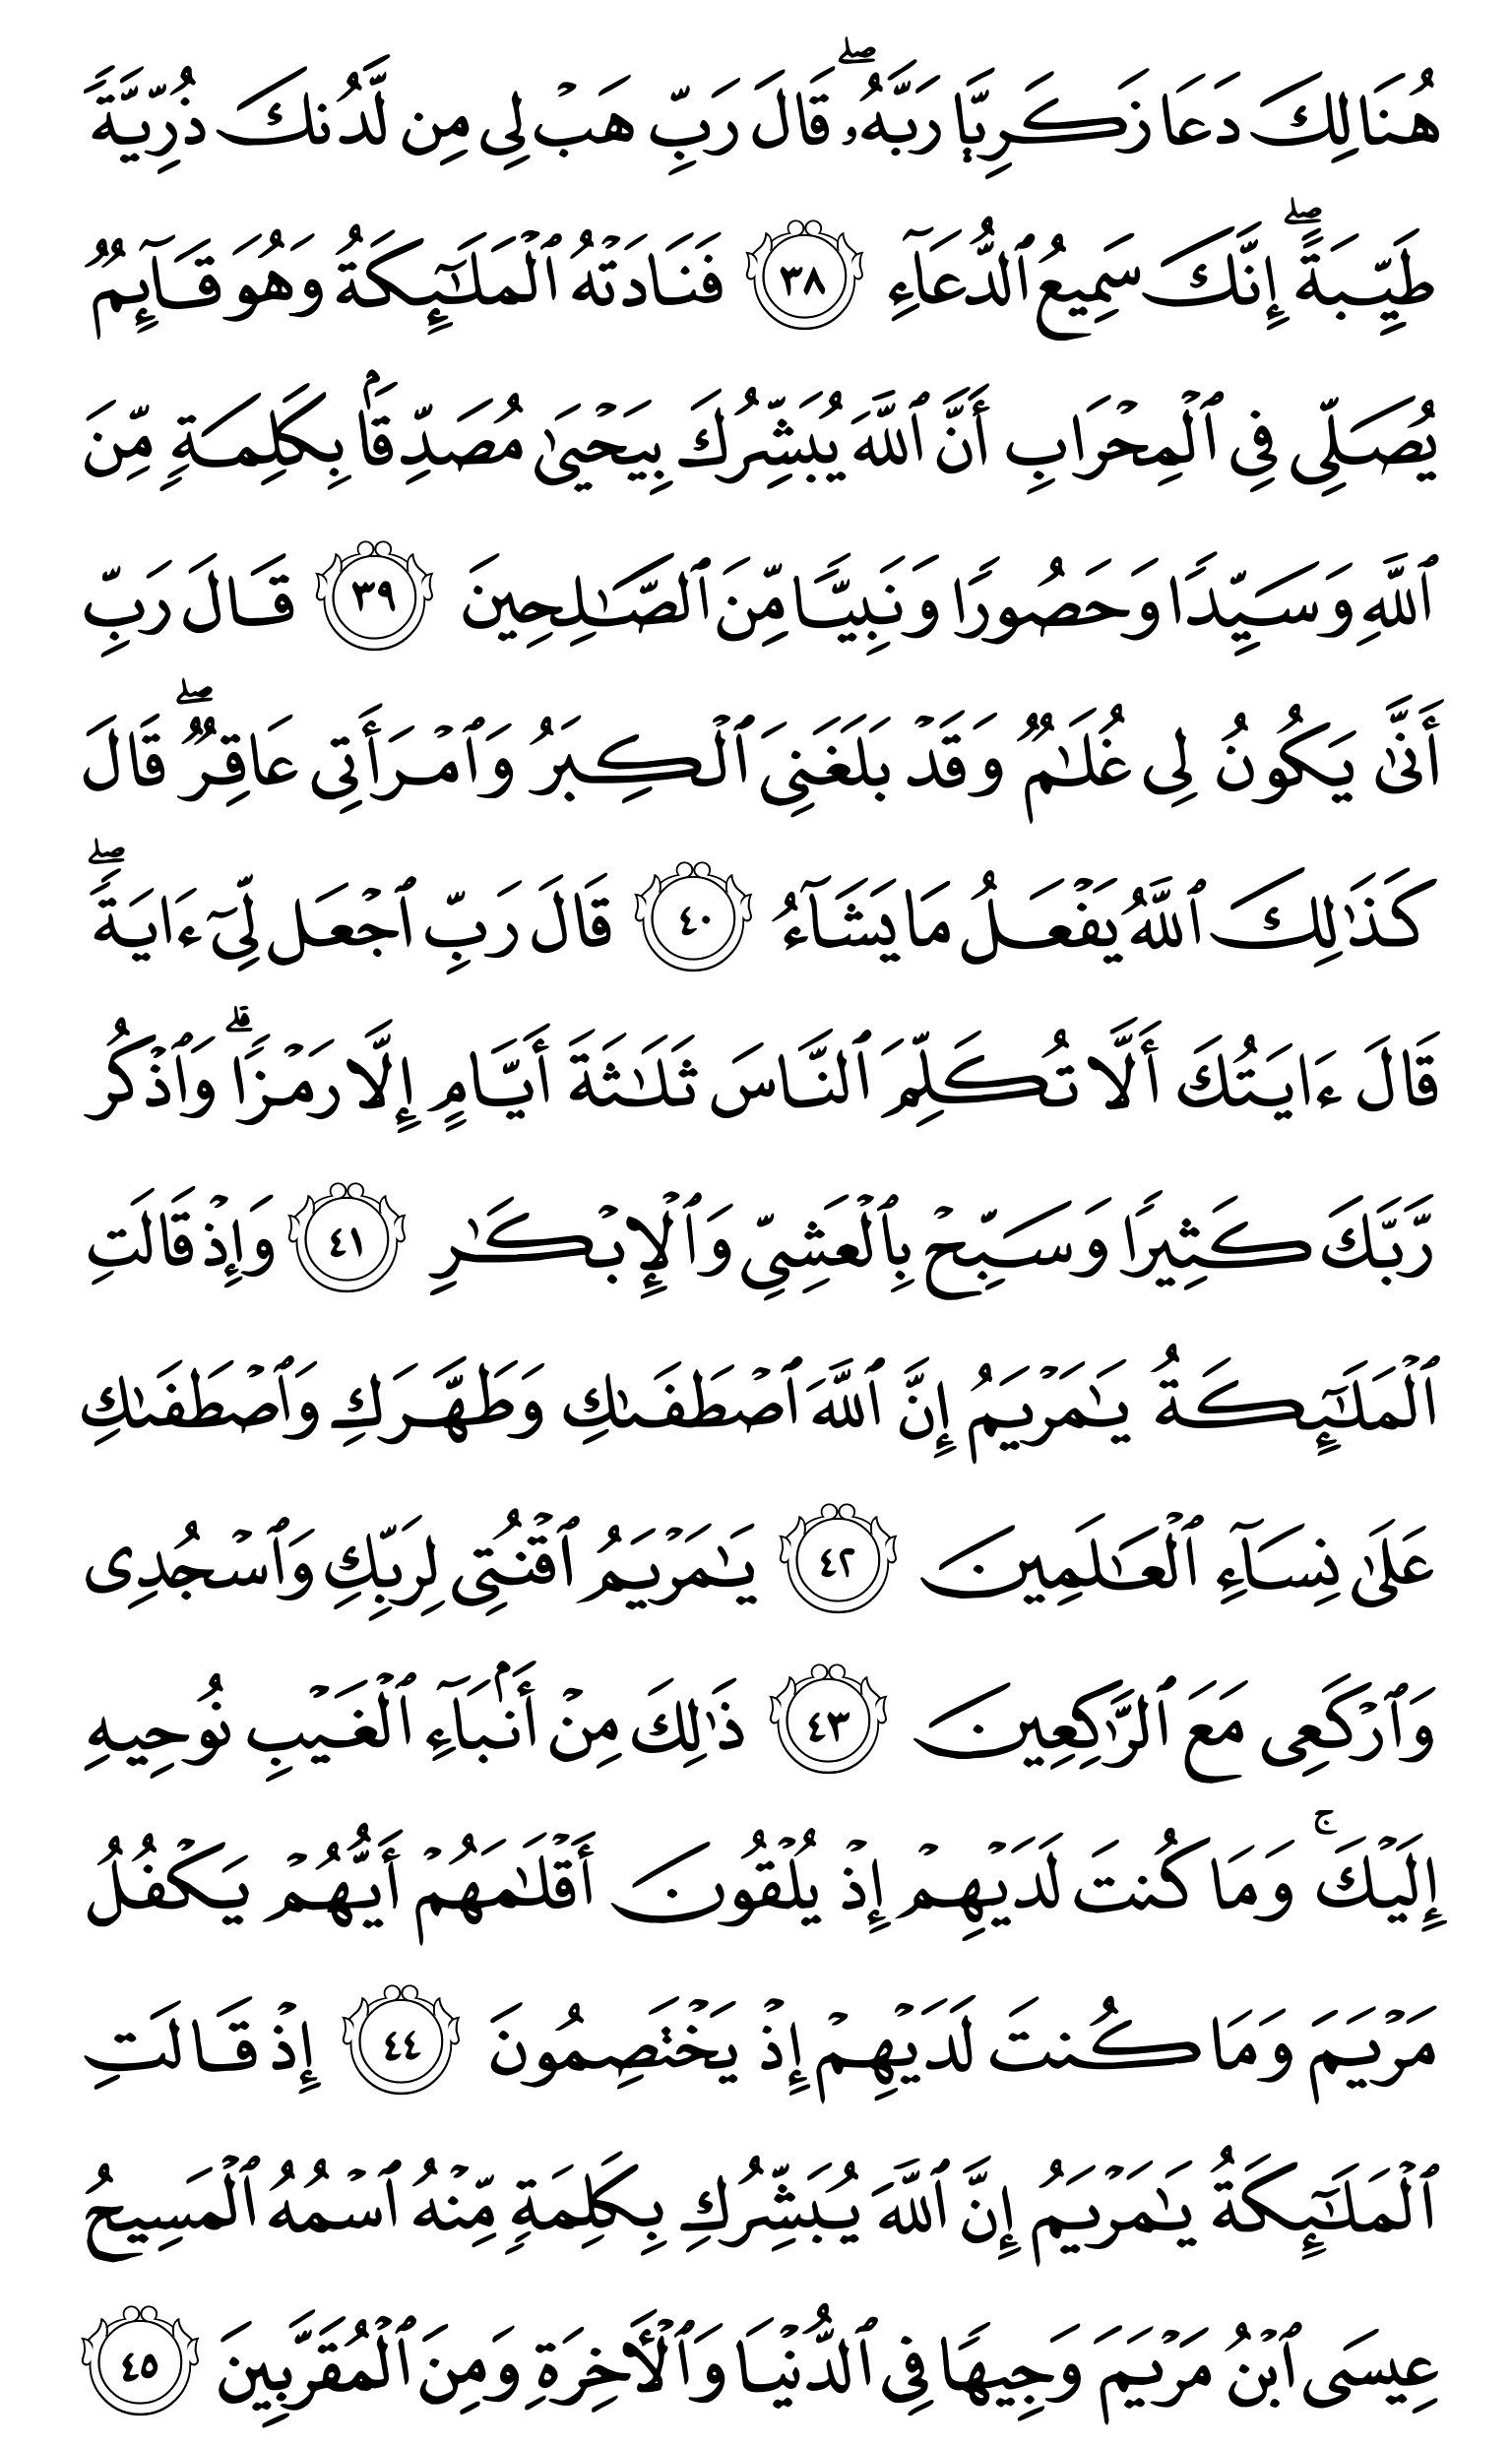 هُنَالِكَ دَعَا زَكَرِيَّا رَبَّهُۥۖ قَالَ رَبِّ هَبۡ لِي مِن لَّدُنكَ ذُرِّيَّةٗ
طَيِّبَةًۖ إِنَّكَ سَمِيعُ ٱلدُّعَآءِ ٣٨ فَنَادَتۡهُ ٱلۡمَلَٰٓئِكَةُ وَهُوَ قَآئِمٞ
يُصَلِّي فِي ٱلۡمِحۡرَابِ أَنَّ ٱللَّهَ يُبَشِّرُكَ بِيَحۡيَىٰ مُصَدِّقَۢا بِكَلِمَةٖ مِّنَ
ٱللَّهِ وَسَيِّدٗا وَحَصُورٗا وَنَبِيّٗا مِّنَ ٱلصَّٰلِحِينَ ٣٩ قَالَ رَبِّ
أَنَّىٰ يَكُونُ لِي غُلَٰمٞ وَقَدۡ بَلَغَنِيَ ٱلۡكِبَرُ وَٱمۡرَأَتِي عَاقِرٞۖ قَالَ
كَذَٰلِكَ ٱللَّهُ يَفۡعَلُ مَا يَشَآءُ ٤٠ قَالَ رَبِّ ٱجۡعَل لِّيٓ ءَايَةٗۖ
قَالَ ءَايَتُكَ أَلَّا تُكَلِّمَ ٱلنَّاسَ ثَلَٰثَةَ أَيَّامٍ إِلَّا رَمۡزٗاۗ وَٱذۡكُر
رَّبَّكَ كَثِيرٗا وَسَبِّحۡ بِٱلۡعَشِيِّ وَٱلۡإِبۡكَٰرِ ٤١ وَإِذۡ قَالَتِ
ٱلۡمَلَٰٓئِكَةُ يَٰمَرۡيَمُ إِنَّ ٱللَّهَ ٱصۡطَفَىٰكِ وَطَهَّرَكِ وَٱصۡطَفَىٰكِ
عَلَىٰ نِسَآءِ ٱلۡعَٰلَمِينَ ٤٢ يَٰمَرۡيَمُ ٱقۡنُتِي لِرَبِّكِ وَٱسۡجُدِي
وَٱرۡكَعِي مَعَ ٱلرَّٰكِعِينَ ٤٣ ذَٰلِكَ مِنۡ أَنۢبَآءِ ٱلۡغَيۡبِ نُوحِيهِ
إِلَيۡكَۚ وَمَا كُنتَ لَدَيۡهِمۡ إِذۡ يُلۡقُونَ أَقۡلَٰمَهُمۡ أَيُّهُمۡ يَكۡفُلُ
مَرۡيَمَ وَمَا كُنتَ لَدَيۡهِمۡ إِذۡ يَخۡتَصِمُونَ ٤٤ إِذۡ قَالَتِ
ٱلۡمَلَٰٓئِكَةُ يَٰمَرۡيَمُ إِنَّ ٱللَّهَ يُبَشِّرُكِ بِكَلِمَةٖ مِّنۡهُ ٱسۡمُهُ ٱلۡمَسِيحُ
عِيسَى ٱبۡنُ مَرۡيَمَ وَجِيهٗا فِي ٱلدُّنۡيَا وَٱلۡأٓخِرَةِ وَمِنَ ٱلۡمُقَرَّبِينَ ٤٥